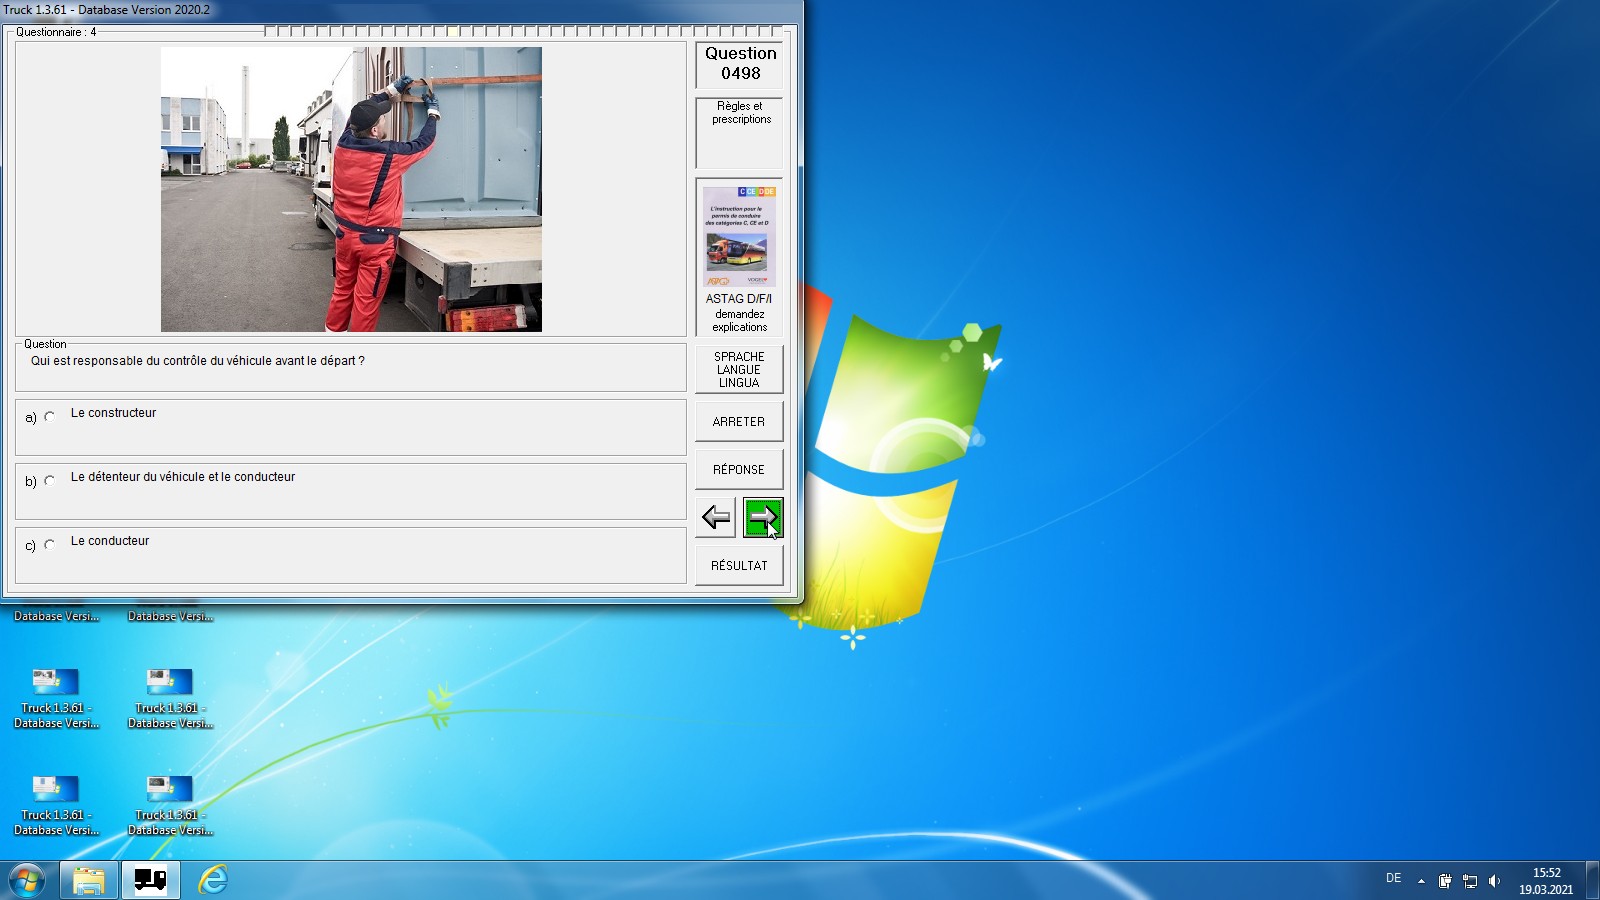 Truck 1.3.61 - Database Version 2020.2
Questionnaire : 4
Question
0498
Règles et
prescriptions
C CE D DE
L'instruction pour le
permis de conduire
des catégories C, CE et D
ASTAG D/F/I
demandez
explications
Question
Qui est responsable du contrôle du véhicule avant le départ ?
SPRACHE
LANGUE
LINGUA
a) Le constructeur
ARRETER
b) Le détenteur du véhicule et le conducteur
RÉPONSE
c) Le conducteur
RÉSULTAT
Database Versi...
Database Versi...
Truck 1.3.61 -
Database Versi...
Truck 1.3.61 -
Database Versi...
Truck 1.3.61 -
Database Versi...
Truck 1.3.61 -
Database Versi...
DE
15:52
19.03.2021